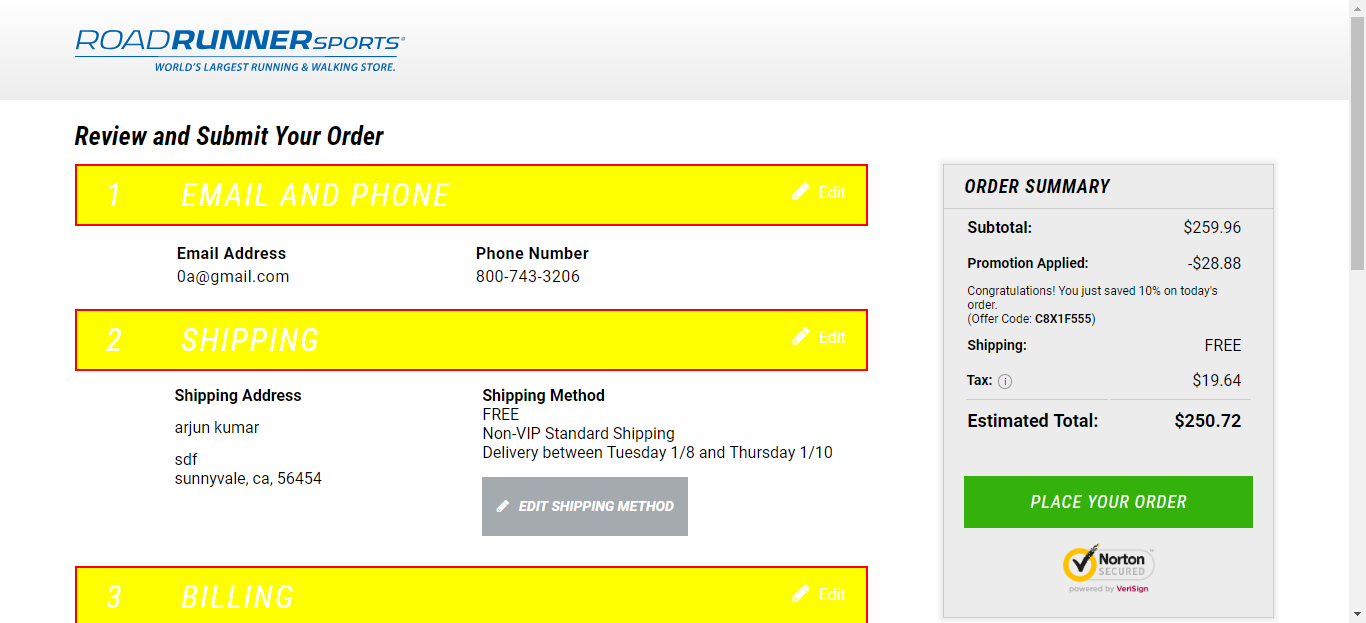 ROADRUNNERSPORTS
WORLD'S LARGEST RUNNING & WALKING STORE.
Review and Submit Your Order
1 EMAIL AND PHONE Edit
Email Address Phone Number
0a@gmail.com 800-743-3206
2 SHIPPING Edit
Shipping Address Shipping Method
FREE
arjun kumar Non-VIP Standard Shipping
Delivery between Tuesday 1/8 and Thursday 1/10
sdf
sunnyvale, ca, 56454
EDIT SHIPPING METHOD
3 BILLING Edit
ORDER SUMMARY
Subtotal: $259.96
Promotion Applied: -$28.88
Congratulations! You just saved 10% on today's
order.
(Offer Code: C8X1F555)
Shipping: FREE
Tax: i $19.64
Estimated Total: $250.72
PLACE YOUR ORDER
Norton
SECURED
powered by VeriSign